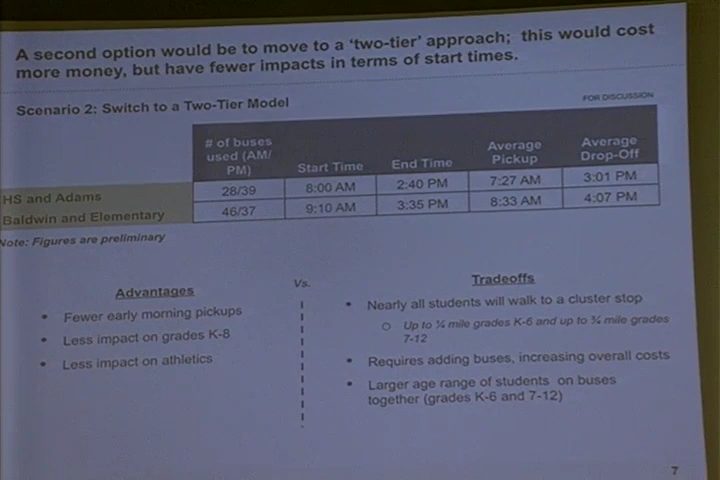 A second option would be to move to a 'two-tier' approach; this would cost
more money, but have fewer impacts in terms of start times.
Scenario 2: Switch to a Two-Tier Model
FOR DISCUSSION
# of buses used (AM/PM) Start Time End Time Average Pickup Average Drop-Off
HS and Adams 28/39 8:00 AM 2:40 PM 7:27 AM 3:01 PM
Baldwin and Elementary 46/37 9:10 AM 3:35 PM 8:33 AM 4:07 PM
Note: Figures are preliminary
Advantages
• Fewer early morning pickups
• Less impact on grades K-8
• Less impact on athletics
Vs.
Tradeoffs
• Nearly all students will walk to a cluster stop
○ Up to ¼ mile grades K-6 and up to ¾ mile grades
7-12
• Requires adding buses, increasing overall costs
• Larger age range of students on buses
together (grades K-6 and 7-12)
7